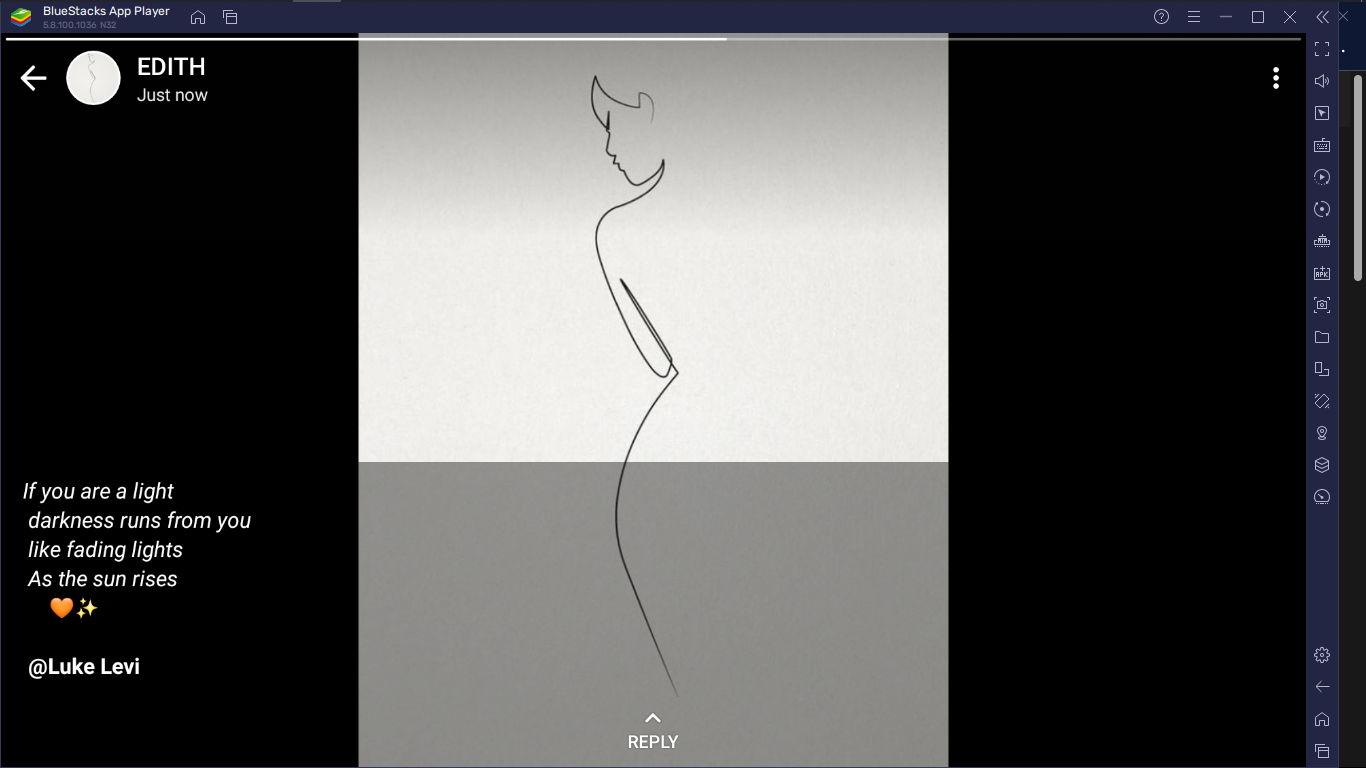 BlueStacks App Player
5.8.100.1036 N32
EDITH
Just now
If you are a light
darkness runs from you
like fading lights
As the sun rises
🧡✨
@Luke Levi
REPLY